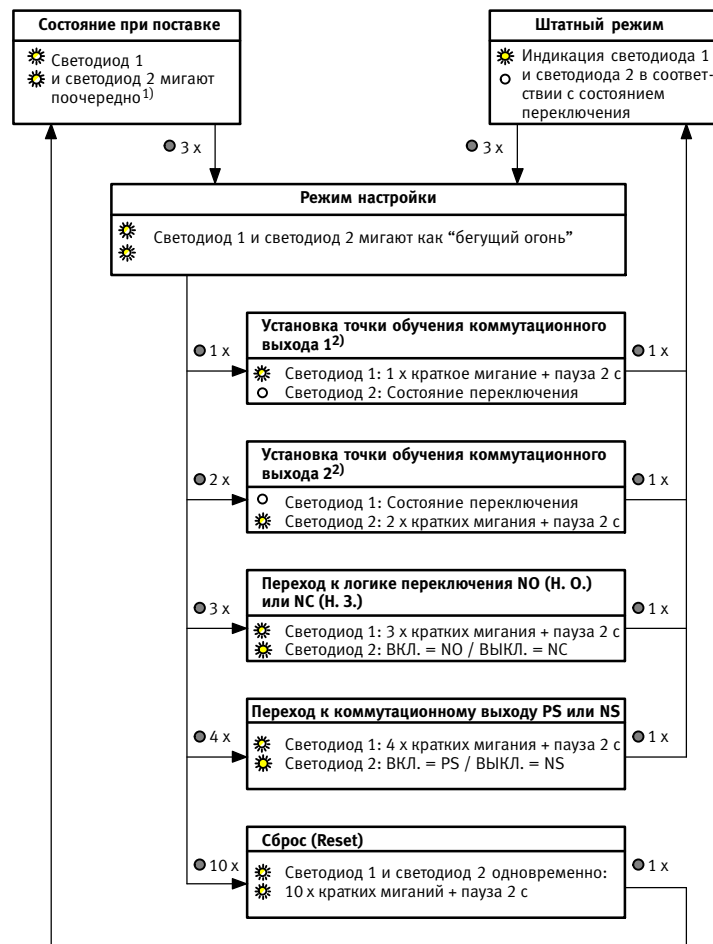 Состояние при поставке
Светодиод 1
и светодиод 2 мигают
поочередно1)
Штатный режим
Индикация светодиода 1
и светодиода 2 в соответ-
ствии с состоянием
переключения
3 x
3 x
Режим настройки
Светодиод 1 и светодиод 2 мигают как “бегущий огонь”
1 x
Установка точки обучения коммутационного
выхода 12)
Светодиод 1: 1 x краткое мигание + пауза 2 с
Светодиод 2: Состояние переключения
1 x
2 x
Установка точки обучения коммутационного
выхода 22)
Светодиод 1: Состояние переключения
Светодиод 2: 2 x кратких мигания + пауза 2 с
1 x
3 x
Переход к логике переключения NO (Н. О.)
или NC (Н. З.)
Светодиод 1: 3 x кратких мигания + пауза 2 с
Светодиод 2: ВКЛ. = NO / ВЫКЛ. = NC
1 x
4 x
Переход к коммутационному выходу PS или NS
Светодиод 1: 4 x кратких мигания + пауза 2 с
Светодиод 2: ВКЛ. = PS / ВЫКЛ. = NS
1 x
10 x
Сброс (Reset)
Светодиод 1 и светодиод 2 одновременно:
10 x кратких миганий + пауза 2 с
1 x